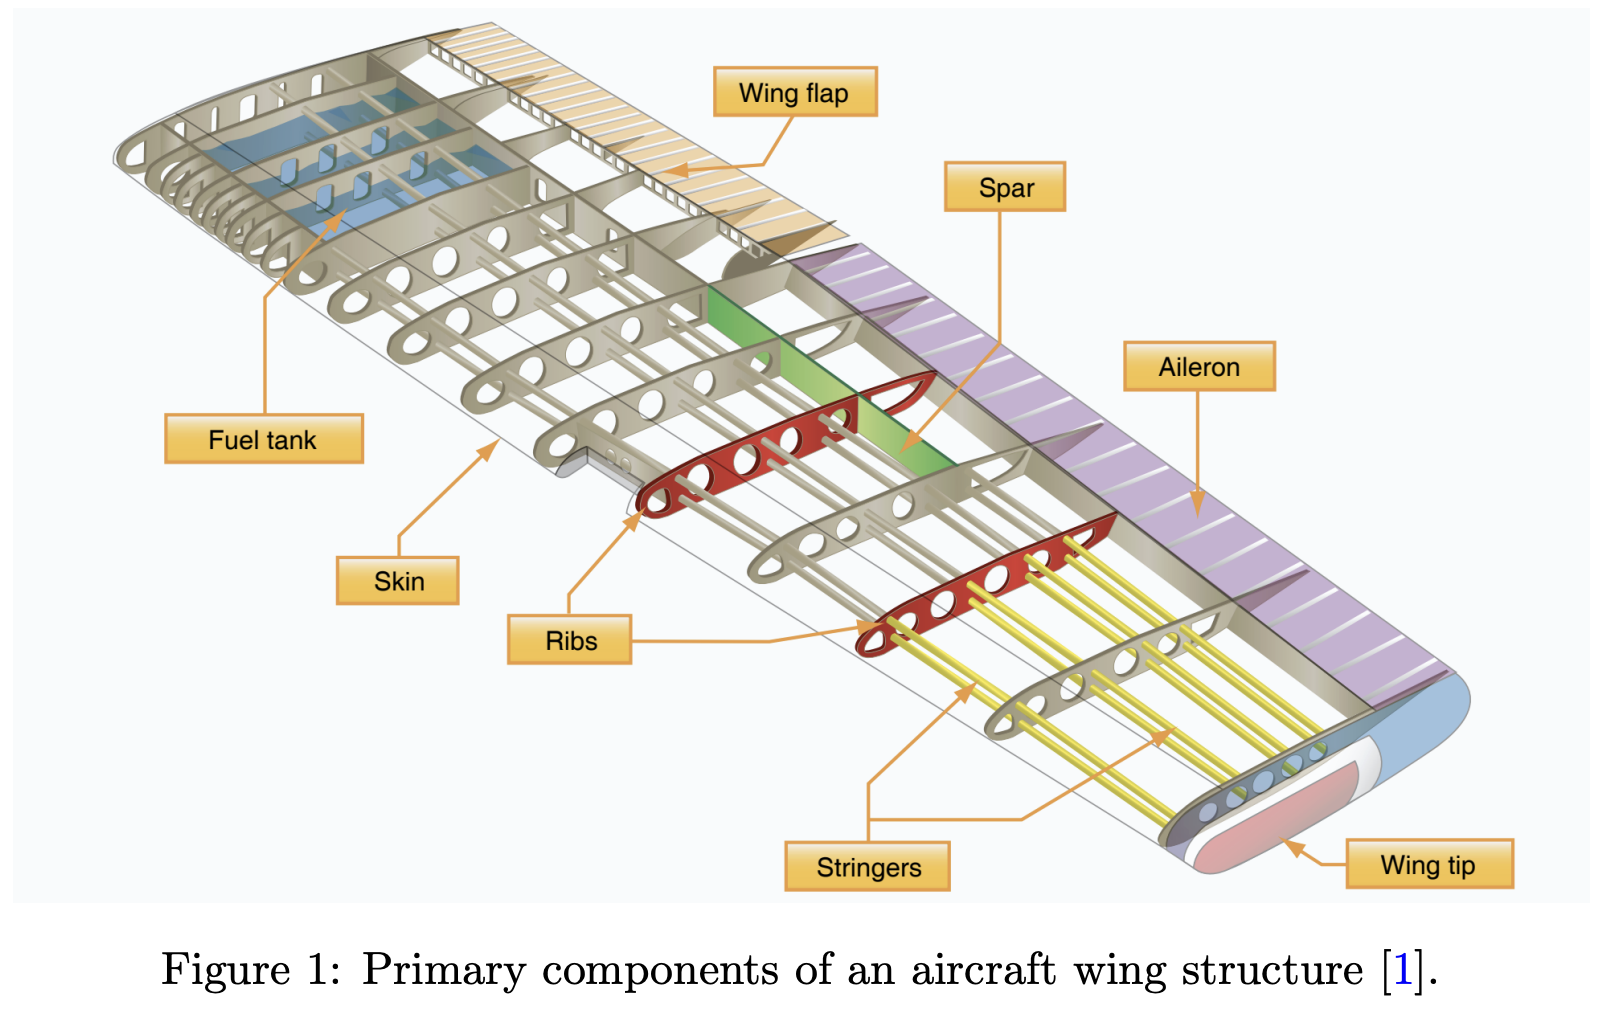 Wing flap
Spar
Aileron
Fuel tank
Skin
Ribs
Stringers
Wing tip
Figure 1: Primary components of an aircraft wing structure [1].